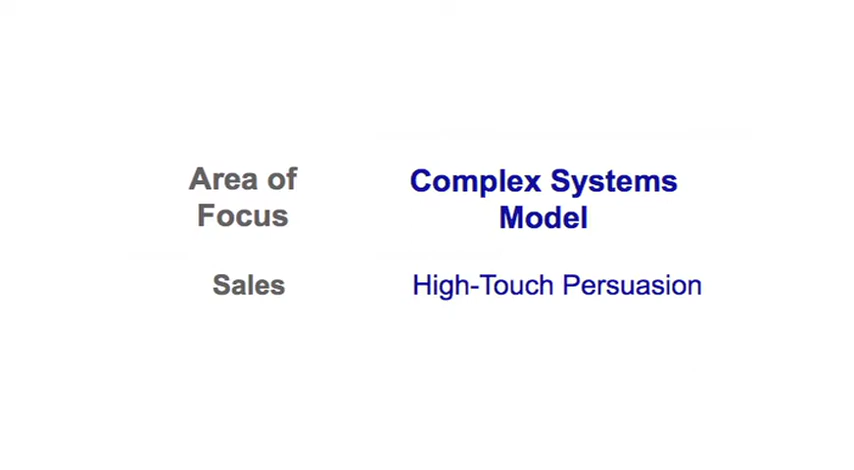 Area of
Focus
Complex Systems
Model
Sales
High-Touch Persuasion